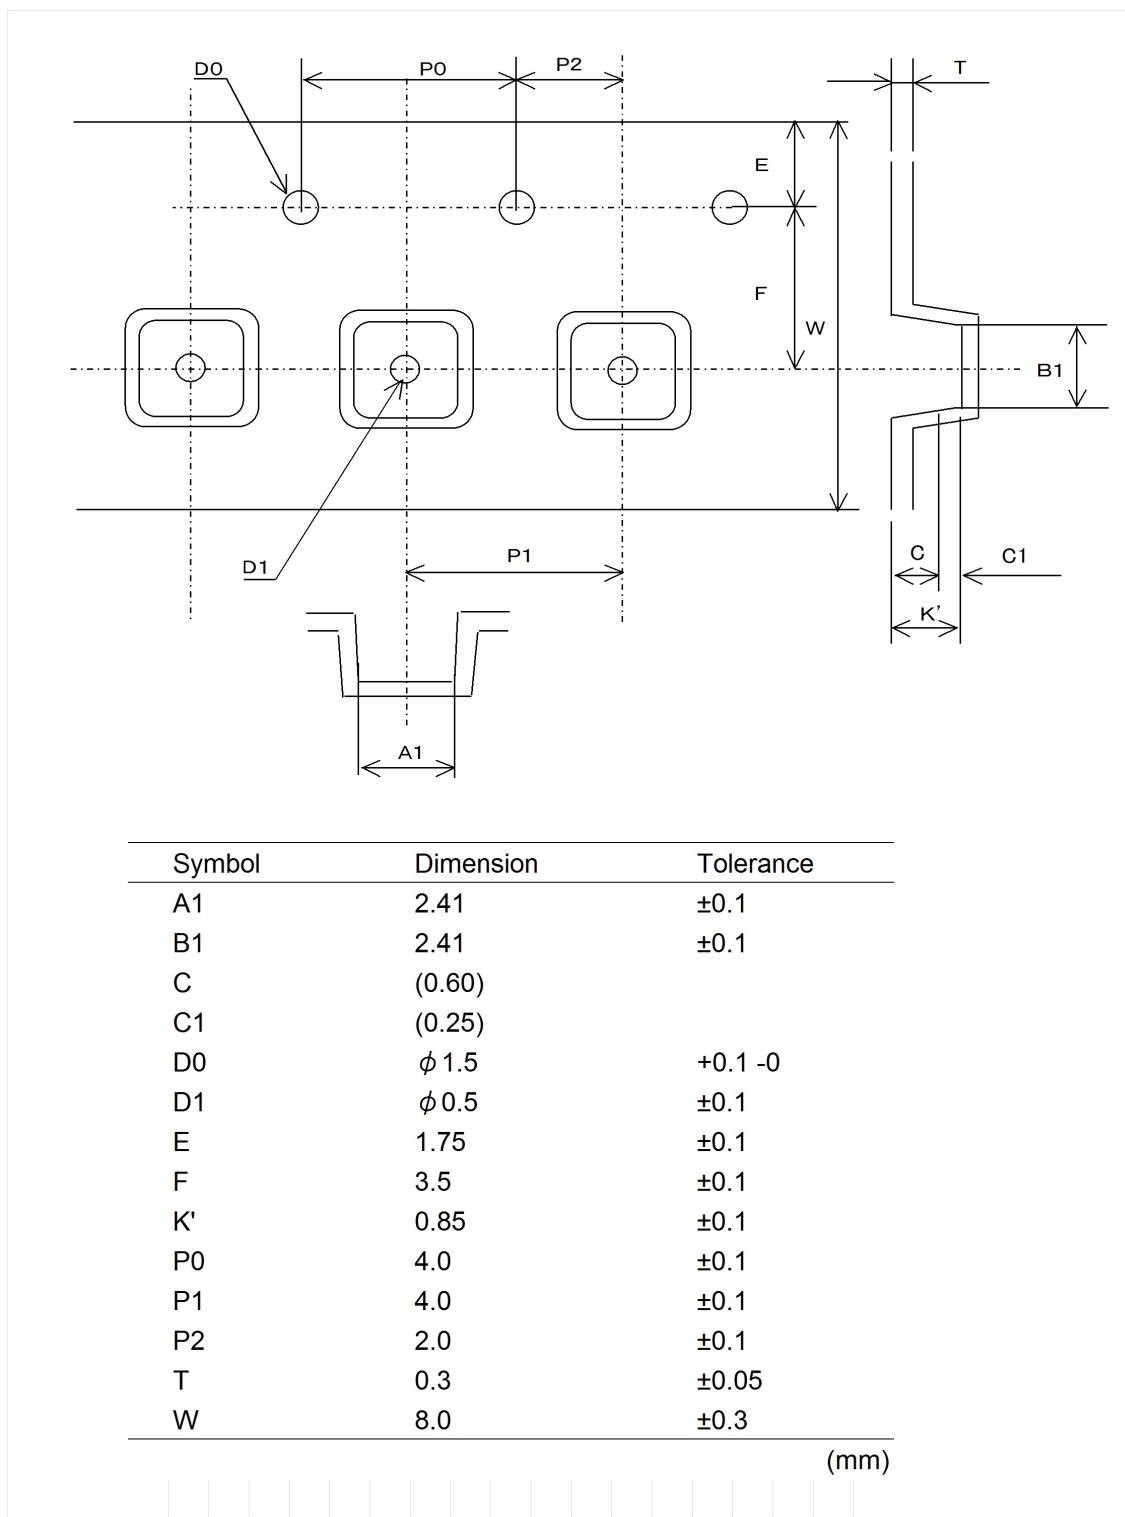 D0
P0
P2
T
E
F
W
B1
D1
P1
C
C1
K'
A1
Symbol Dimension Tolerance
A1 2.41 ±0.1
B1 2.41 ±0.1
C (0.60)
C1 (0.25)
D0 φ1.5 +0.1 -0
D1 φ0.5 ±0.1
E 1.75 ±0.1
F 3.5 ±0.1
K' 0.85 ±0.1
P0 4.0 ±0.1
P1 4.0 ±0.1
P2 2.0 ±0.1
T 0.3 ±0.05
W 8.0 ±0.3
(mm)